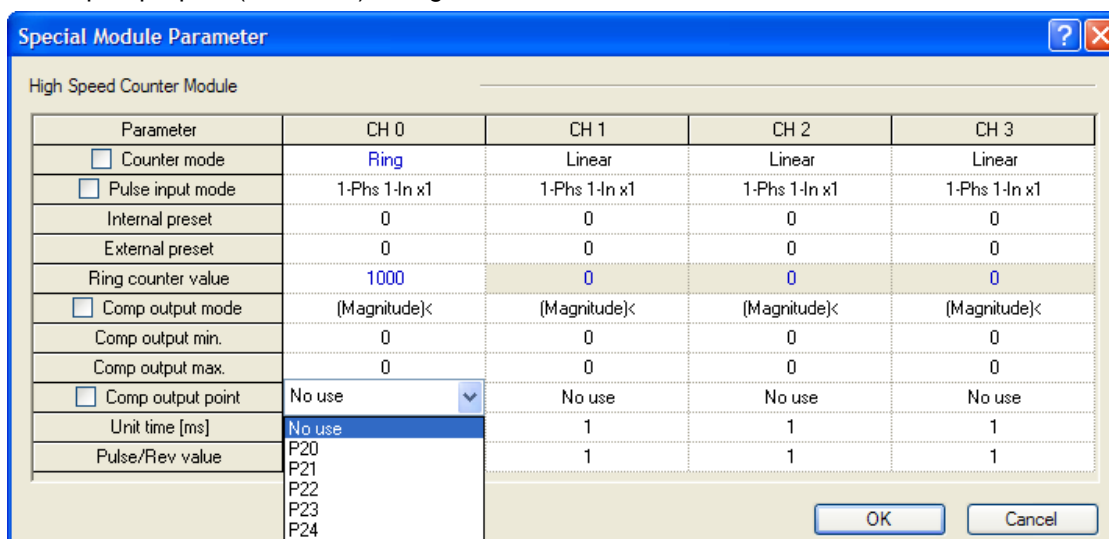 Special Module Parameter
High Speed Counter Module
Parameter CH 0 CH 1 CH 2 CH 3
Counter mode Ring Linear Linear Linear
Pulse input mode 1-Phs 1-In x1 1-Phs 1-In x1 1-Phs 1-In x1 1-Phs 1-In x1
Internal preset 0 0 0 0
External preset 0 0 0 0
Ring counter value 1000 0 0 0
Comp output mode (Magnitude)< (Magnitude)< (Magnitude)< (Magnitude)<
Comp output min. 0 0 0 0
Comp output max. 0 0 0 0
Comp output point No use No use No use No use
Unit time [ms] No use 1 1 1
Pulse/Rev value P20 1 1 1
P21
P22
P23
P24
OK Cancel